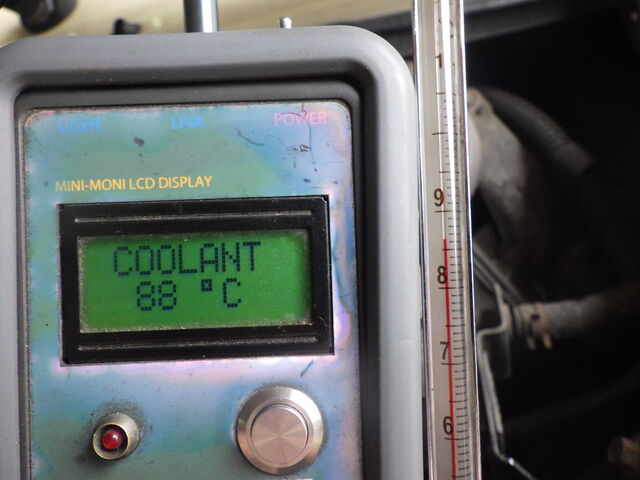 LIGHT LINK POWER
MINI-MONI LCD DISPLAY
COOLANT
88 °C
1
9
8
7
6